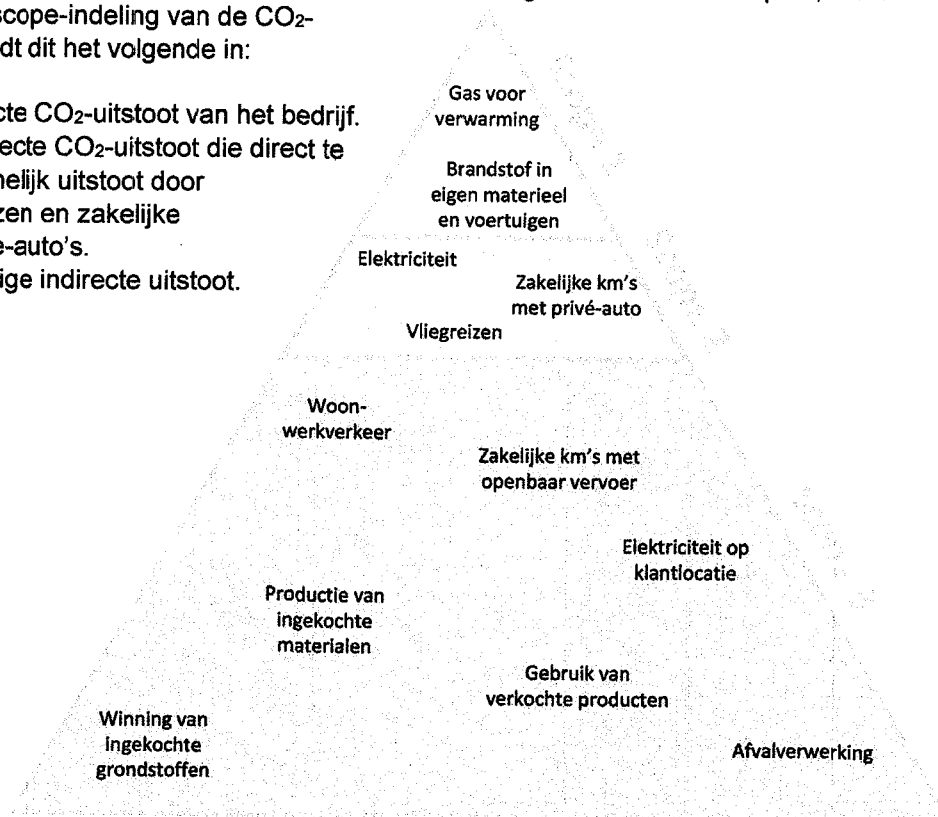 scope-indeling van de CO2-
dt dit het volgende in:
cte CO2-uitstoot van het bedrijf.
ecte CO2-uitstoot die direct te
nelijk uitstoot door
zen en zakelijke
e-auto's.
ige indirecte uitstoot.
Gas voor
verwarming
Brandstof in
eigen materieel
en voertuigen
Elektriciteit
Zakelijke km's
met privé-auto
Vliegreizen
Woon-
werkverkeer
Zakelijke km's met
openbaar vervoer
Elektriciteit op
klantlocatie
Productie van
ingekochte
materialen
Gebruik van
verkochte producten
Winning van
ingekochte
grondstoffen
Afvalverwerking